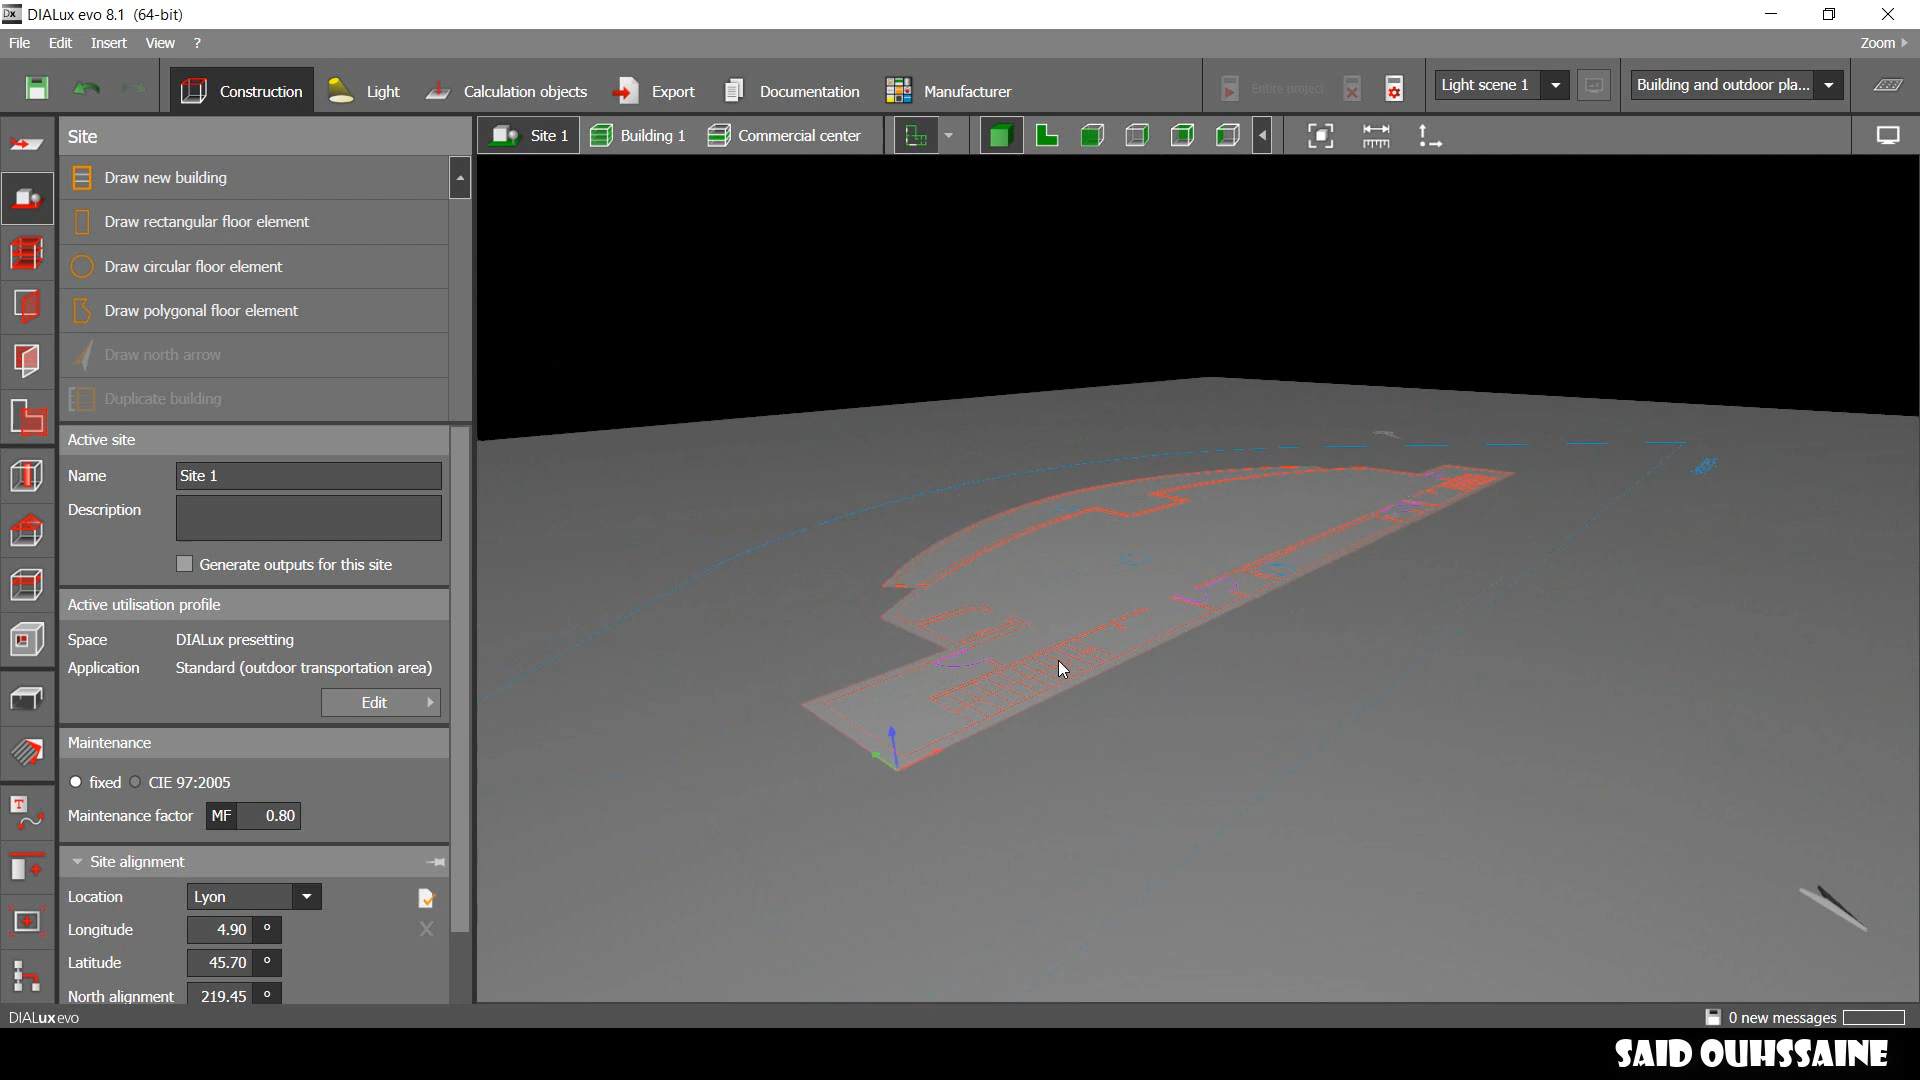 Dx DIALux evo 8.1 (64-bit)
File Edit Insert View ? Zoom
Construction Light Calculation objects Export Documentation Manufacturer Entire project Light scene 1 Building and outdoor pla...
Site Site 1 Building 1 Commercial center
Draw new building
Draw rectangular floor element
Draw circular floor element
Draw polygonal floor element
Draw north arrow
Duplicate building
Active site
Name Site 1
Description
Generate outputs for this site
Active utilisation profile
Space DIALux presetting
Application Standard (outdoor transportation area)
Edit
Maintenance
fixed CIE 97:2005
Maintenance factor MF 0.80
Site alignment
Location Lyon
Longitude 4.90 °
Latitude 45.70 °
North alignment 219.45 °
DIALux evo 0 new messages
SAID OUHSSAINE